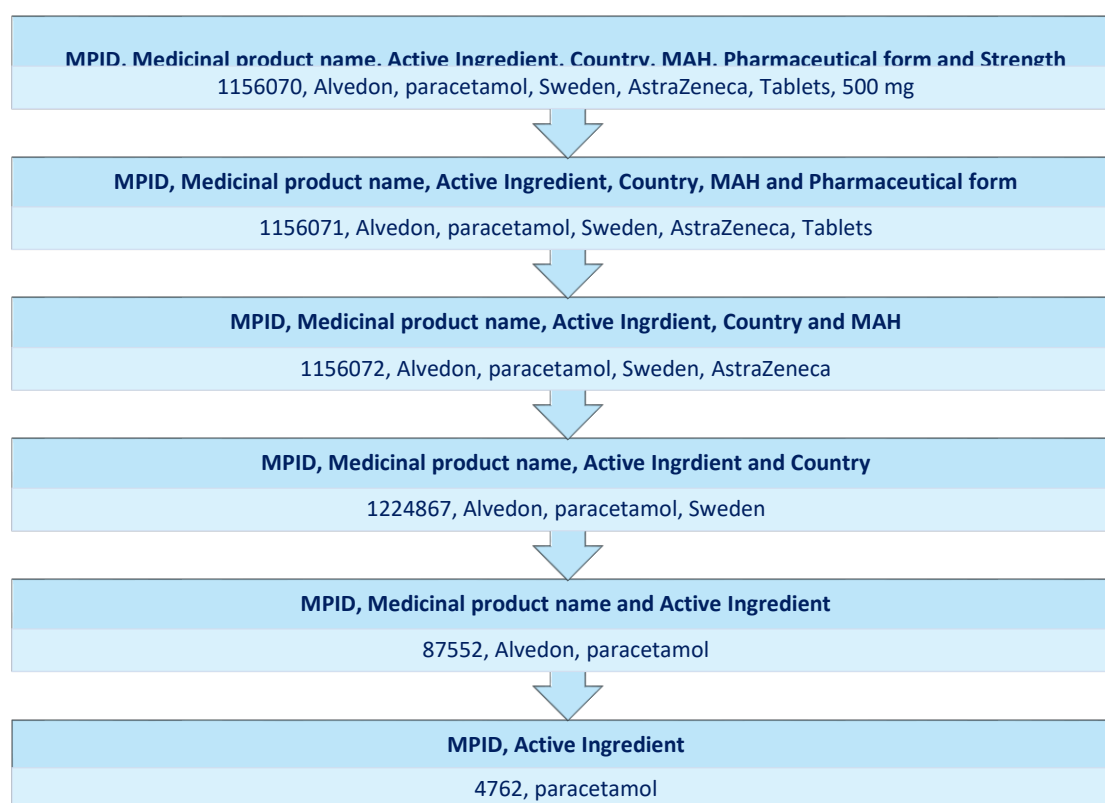 MPID, Medicinal product name, Active Ingredient, Country, MAH, Pharmaceutical form and Strength
1156070, Alvedon, paracetamol, Sweden, AstraZeneca, Tablets, 500 mg
MPID, Medicinal product name, Active Ingredient, Country, MAH and Pharmaceutical form
1156071, Alvedon, paracetamol, Sweden, AstraZeneca, Tablets
MPID, Medicinal product name, Active Ingrdient, Country and MAH
1156072, Alvedon, paracetamol, Sweden, AstraZeneca
MPID, Medicinal product name, Active Ingrdient and Country
1224867, Alvedon, paracetamol, Sweden
MPID, Medicinal product name and Active Ingredient
87552, Alvedon, paracetamol
MPID, Active Ingredient
4762, paracetamol